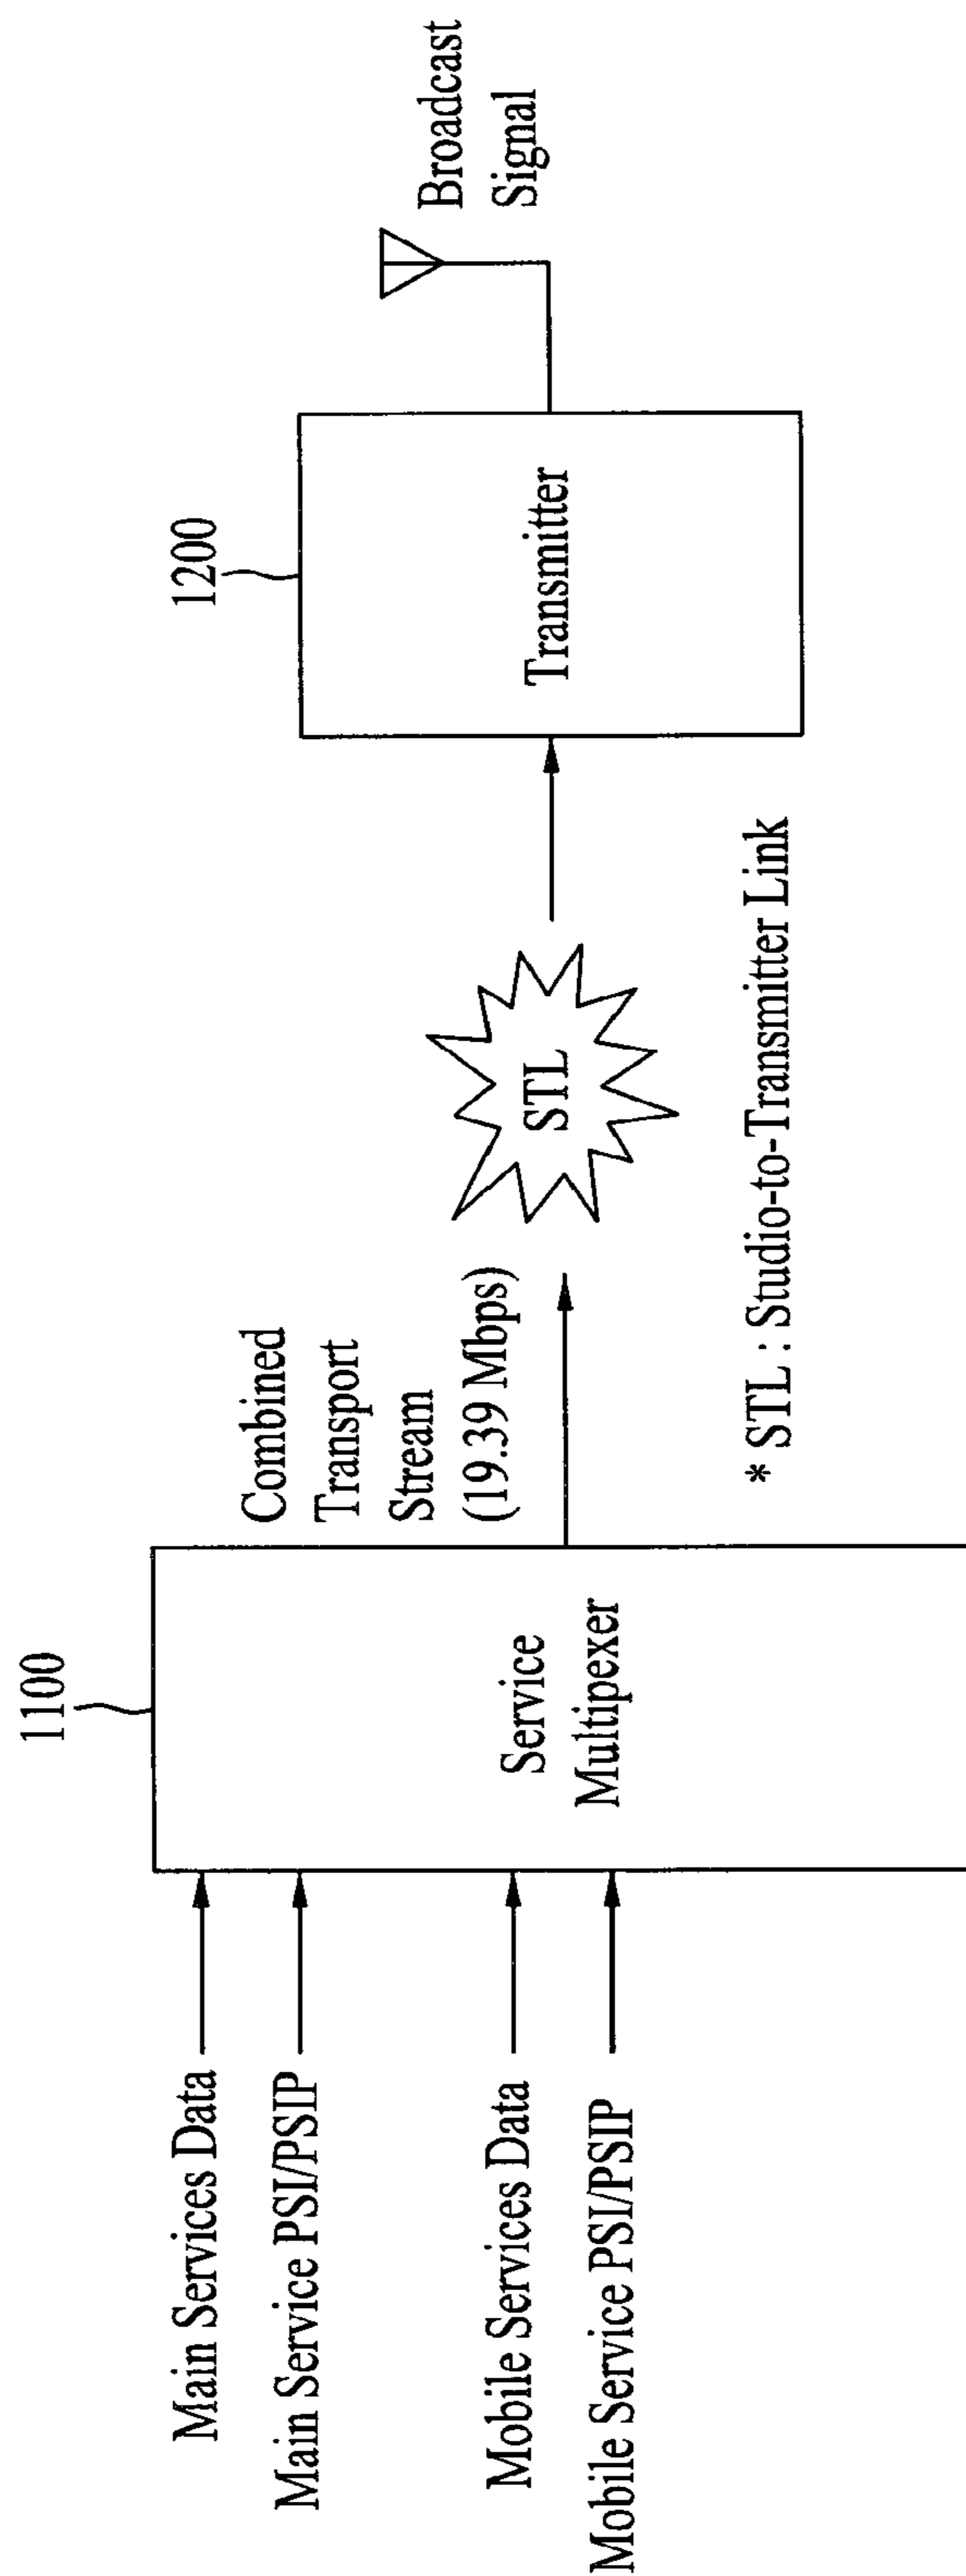 1100
1200
Main Services Data
Main Service PSI/PSIP
Mobile Services Data
Mobile Service PSI/PSIP
Service
Multipexer
Combined
Transport
Stream
(19.39 Mbps)
STL
Transmitter
Broadcast
Signal
* STL : Studio-to-Transmitter Link